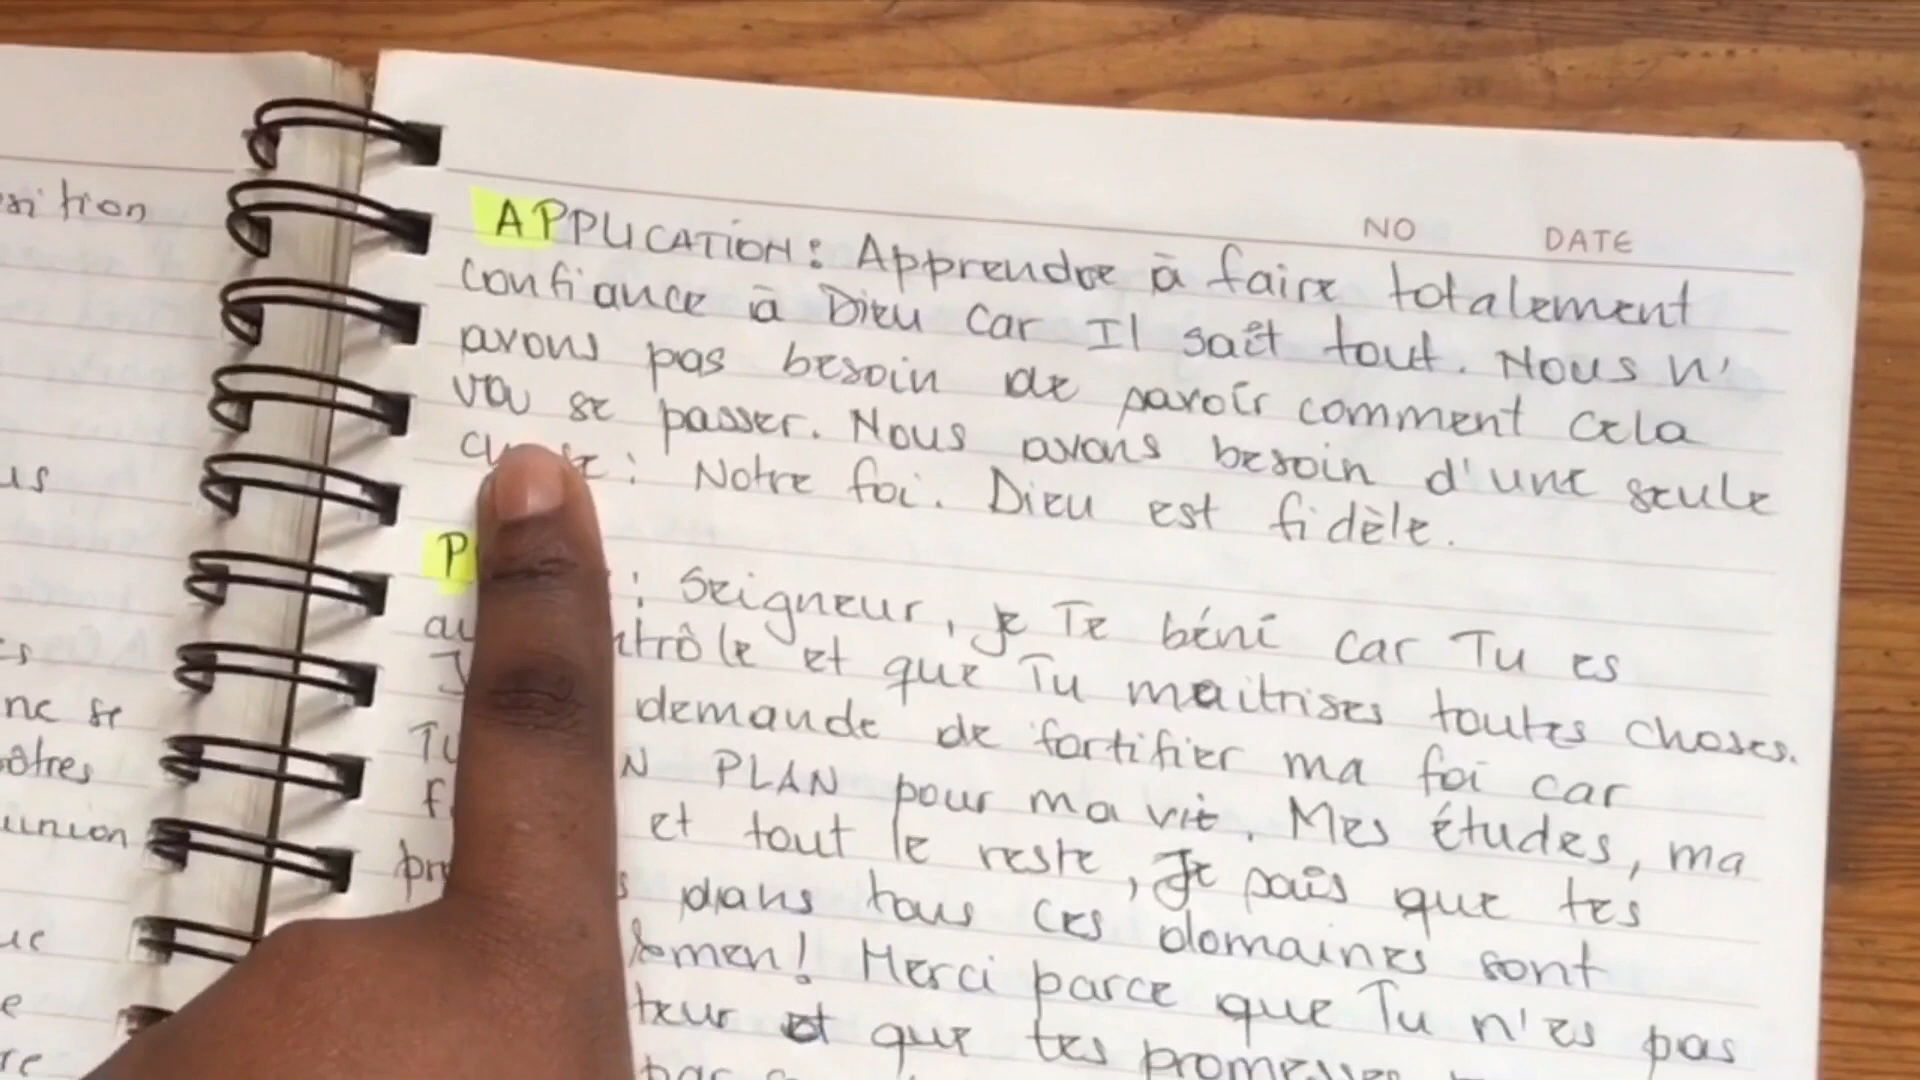 NO DATE
APPLICATION: Apprendre à faire totalement
confiance à Dieu car Il sait tout. Nous n'
avons pas besoin de savoir comment cela
va se passer. Nous avons besoin d'une seule
: Notre foi. Dieu est fidèle.
P : Seigneur, je Te béni car Tu es
et que Tu maitrises toutes choses.
demande de fortifier ma foi car
PLAN pour ma vie. Mes études, ma
et tout le reste, Je sais que tes
dans tous ces domaines sont
Merci parce que Tu n'es pas
et que tes
us
ne se
union